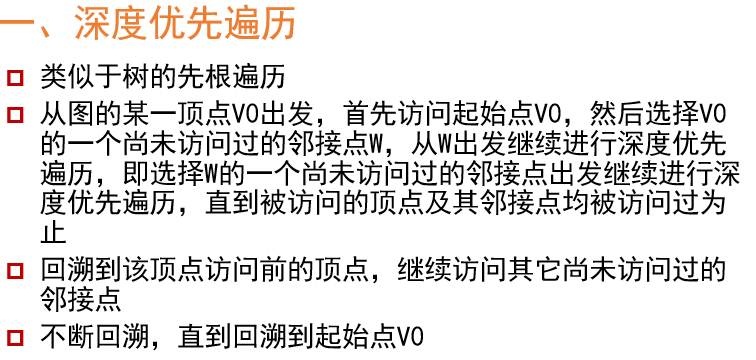 一、深度优先遍历
类似于树的先根遍历
从图的某一顶点V0出发，首先访问起始点V0，然后选择V0
的一个尚未访问过的邻接点W，从W出发继续进行深度优先
遍历，即选择W的一个尚未访问过的邻接点出发继续进行深
度优先遍历，直到被访问的顶点及其邻接点均被访问过为
止
回溯到该顶点访问前的顶点，继续访问其它尚未访问过的
邻接点
不断回溯，直到回溯到起始点V0